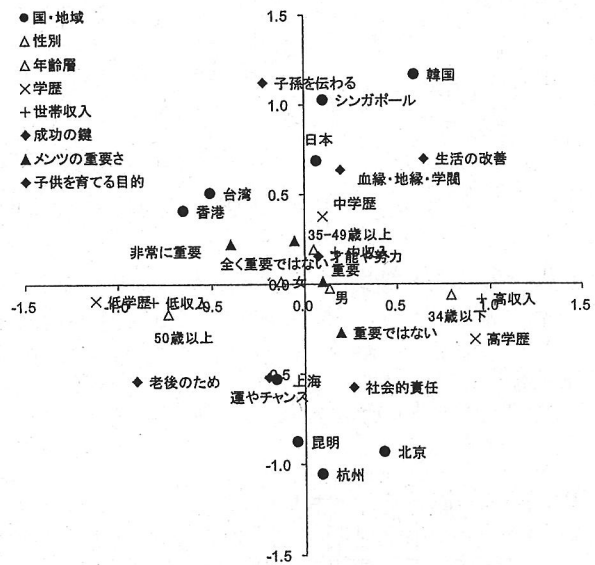 ● 国・地域
△ 性別
△ 年齢層
× 学歴
+ 世帯収入
◆ 成功の鍵
▲ メンツの重要さ
◆ 子供を育てる目的
1.5
韓国
子孫を伝わる
1.0
シンガポール
日本
生活の改善
血縁・地縁・学閥
0.5
台湾
中学歴
香港
35-49歳以上
非常に重要
中収入
才能や努力
全く重要ではない
重要
女
0.0
男
-1.5
-1.0
-0.5
0.5
1.0
1.5
低学歴
低収入
高収入
34歳以下
50歳以上
重要ではない
高学歴
-0.5
老後のため
上海
社会的責任
運やチャンス
昆明
北京
-1.0
杭州
-1.5